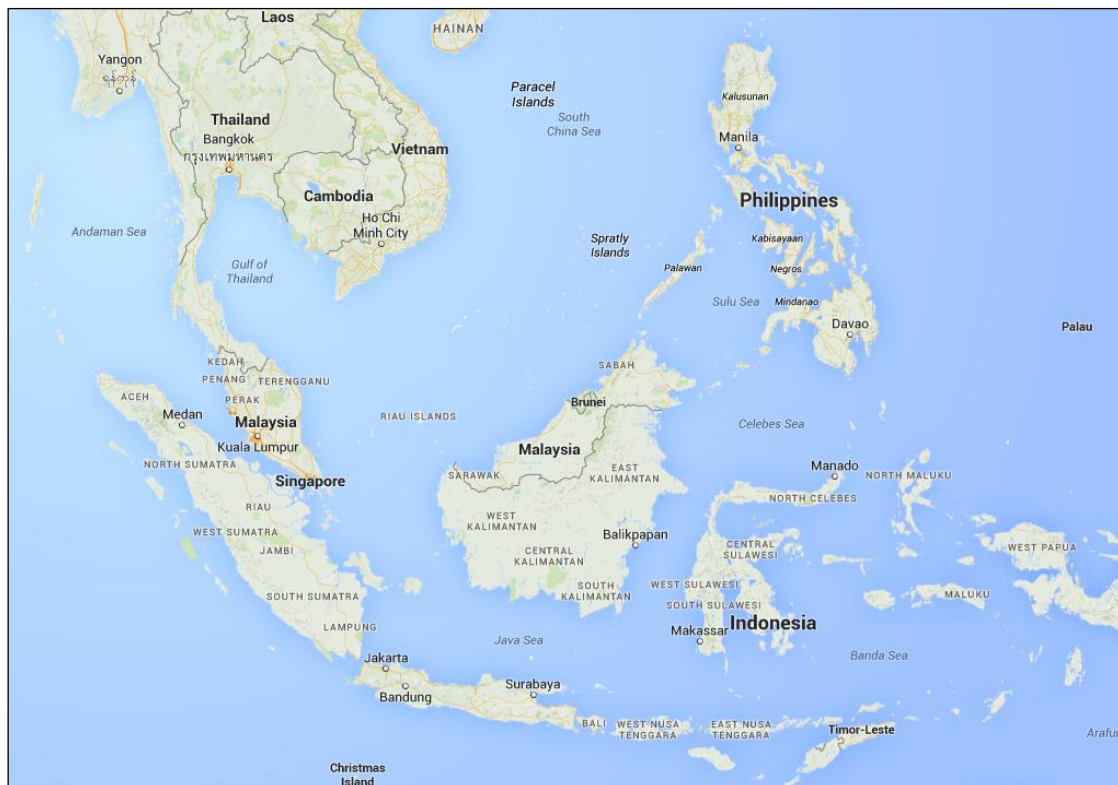 Laos
HAINAN
Yangon
ရန်ကုန်
Paracel
Islands
South
China Sea
Kalusunan
Thailand
Bangkok
กรุงเทพมหานคร
Vietnam
Manila
Cambodia
Philippines
Ho Chi
Minh City
Andaman Sea
Spratly
Islands
Kabisayaan
Gulf of
Thailand
Palawan
Negros
Sulu Sea
Mindanao
Davao
Palau
KEDAH
PENANG
TERENGGANU
SABAH
ACEH
PERAK
Brunei
Medan
Malaysia
RIAU ISLANDS
Celebes Sea
Kuala Lumpur
Malaysia
NORTH SUMATRA
Singapore
SARAWAK
EAST
KALIMANTAN
Manado
NORTH MALUKU
NORTH CELEBES
RIAU
WEST
KALIMANTAN
WEST SUMATRA
Balikpapan
JAMBI
CENTRAL
KALIMANTAN
CENTRAL
SULAWESI
WEST PAPUA
SOUTH SUMATRA
SOUTH
KALIMANTAN
WEST SULAWESI
MALUKU
SOUTH SULAWESI
LAMPUNG
Indonesia
Makassar
Java Sea
Banda Sea
Jakarta
Bandung
Surabaya
BALI
WEST NUSA
TENGGARA
EAST NUSA
TENGGARA
Timor-Leste
Arafu
Christmas
Island